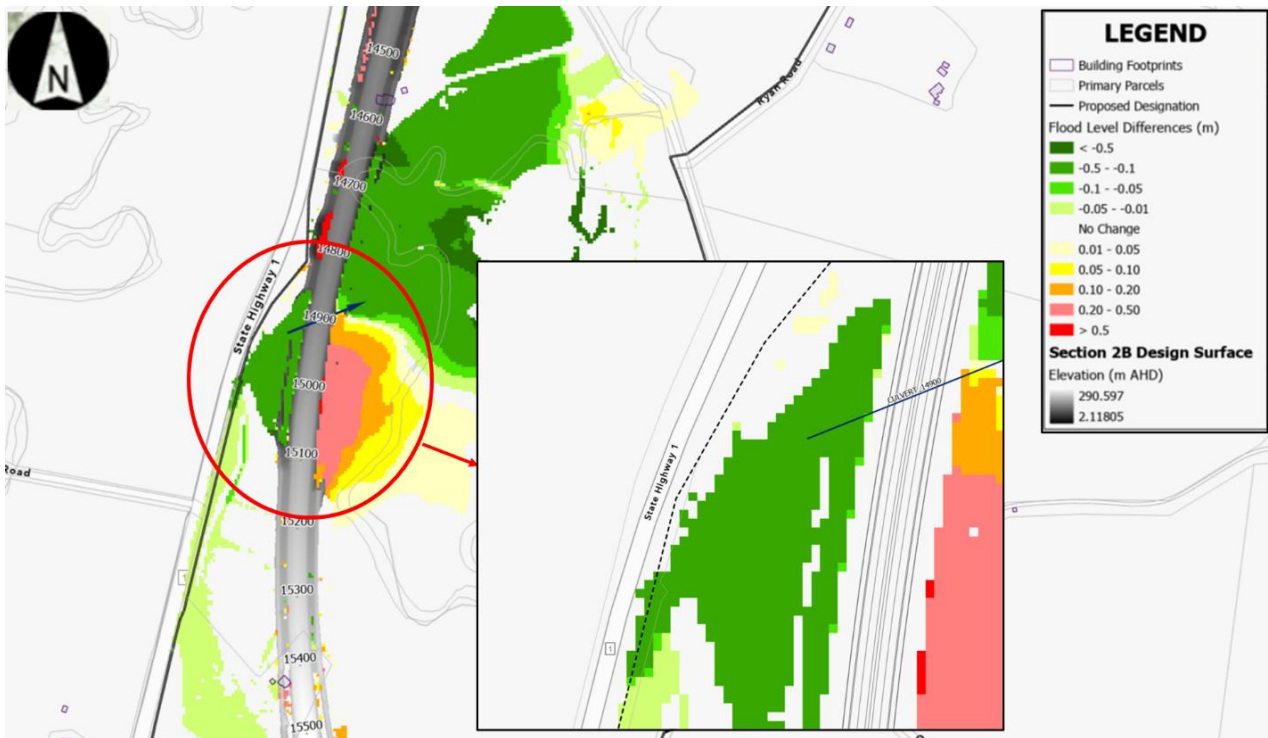 N
14500
14600
14700
14800
14900
15000
15100
15200
15300
15400
15500
State Highway 1
Ryan Road
Road
1
CULVERT_14900
State Highway 1
1
LEGEND
Building Footprints
Primary Parcels
Proposed Designation
Flood Level Differences (m)
< -0.5
-0.5 - -0.1
-0.1 - -0.05
-0.05 - -0.01
No Change
0.01 - 0.05
0.05 - 0.10
0.10 - 0.20
0.20 - 0.50
> 0.5
Section 2B Design Surface
Elevation (m AHD)
290.597
2.11805